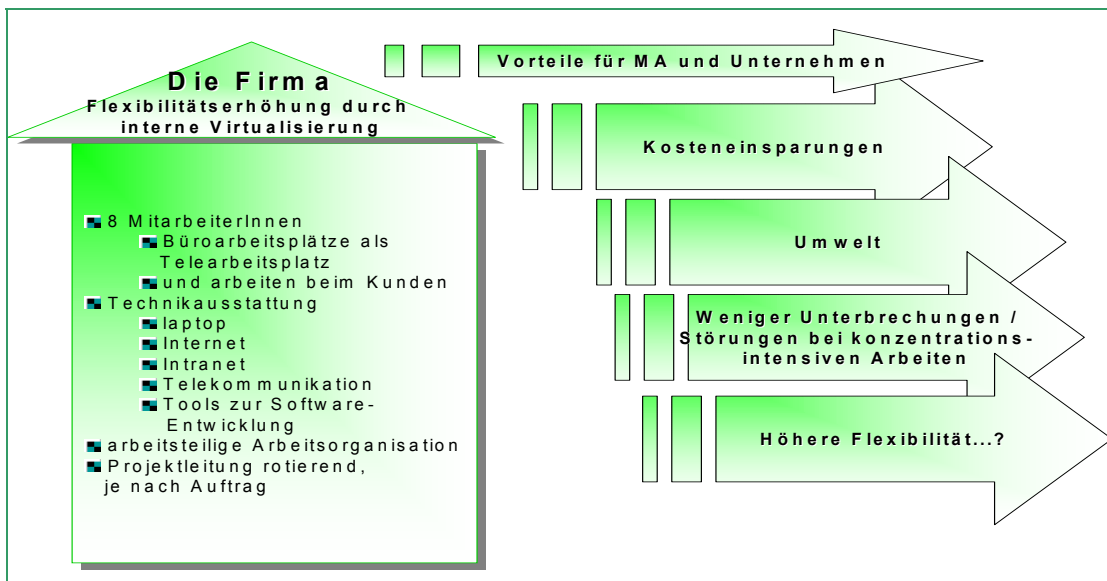 Die Firma
Flexibilitätserhöhung durch
interne Virtualisierung
8 MitarbeiterInnen
Büroarbeitsplätze als
Telearbeitsplatz
und arbeiten beim Kunden
Technikausstattung
laptop
Internet
Intranet
Telekommunikation
Tools zur Software-
Entwicklung
arbeitsteilige Arbeitsorganisation
Projektleitung rotierend,
je nach Auftrag
Vorteile für MA und Unternehmen
Kosteneinsparungen
Umwelt
Weniger Unterbrechungen /
Störungen bei konzentrations-
intensiven Arbeiten
Höhere Flexibilität...?